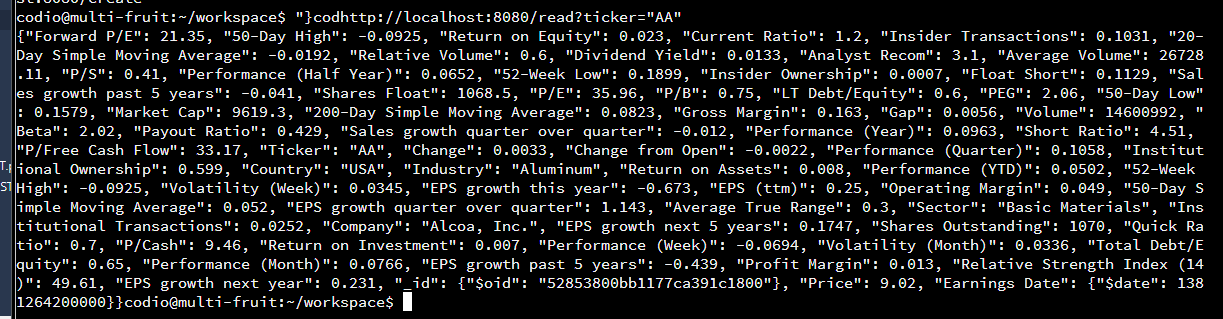 st:8080/create
codio@multi-fruit:~/workspace$ "}codhttp://localhost:8080/read?ticker="AA"
{"Forward P/E": 21.35, "50-Day High": -0.0925, "Return on Equity": 0.023, "Current Ratio": 1.2, "Insider Transactions": 0.1031, "20-
Day Simple Moving Average": -0.0192, "Relative Volume": 0.6, "Dividend Yield": 0.0133, "Analyst Recom": 3.1, "Average Volume": 26728
.11, "P/S": 0.41, "Performance (Half Year)": 0.0652, "52-Week Low": 0.1899, "Insider Ownership": 0.0007, "Float Short": 0.1129, "Sal
es growth past 5 years": -0.041, "Shares Float": 1068.5, "P/E": 35.96, "P/B": 0.75, "LT Debt/Equity": 0.6, "PEG": 2.06, "50-Day Low"
: 0.1579, "Market Cap": 9619.3, "200-Day Simple Moving Average": 0.0823, "Gross Margin": 0.163, "Gap": 0.0056, "Volume": 14600992, "
Beta": 2.02, "Payout Ratio": 0.429, "Sales growth quarter over quarter": -0.012, "Performance (Year)": 0.0963, "Short Ratio": 4.51, 
"P/Free Cash Flow": 33.17, "Ticker": "AA", "Change": 0.0033, "Change from Open": -0.0022, "Performance (Quarter)": 0.1058, "Institut
ional Ownership": 0.599, "Country": "USA", "Industry": "Aluminum", "Return on Assets": 0.008, "Performance (YTD)": 0.0502, "52-Week 
High": -0.0925, "Volatility (Week)": 0.0345, "EPS growth this year": -0.673, "EPS (ttm)": 0.25, "Operating Margin": 0.049, "50-Day S
imple Moving Average": 0.052, "EPS growth quarter over quarter": 1.143, "Average True Range": 0.3, "Sector": "Basic Materials", "Ins
titutional Transactions": 0.0252, "Company": "Alcoa, Inc.", "EPS growth next 5 years": 0.1747, "Shares Outstanding": 1070, "Quick Ra
tio": 0.7, "P/Cash": 9.46, "Return on Investment": 0.007, "Performance (Week)": -0.0694, "Volatility (Month)": 0.0336, "Total Debt/E
quity": 0.65, "Performance (Month)": 0.0766, "EPS growth past 5 years": -0.439, "Profit Margin": 0.013, "Relative Strength Index (14
)": 49.61, "EPS growth next year": 0.231, "_id": {"$oid": "52853800bb1177ca391c1800"}, "Price": 9.02, "Earnings Date": {"$date": 138
1264200000}}codio@multi-fruit:~/workspace$